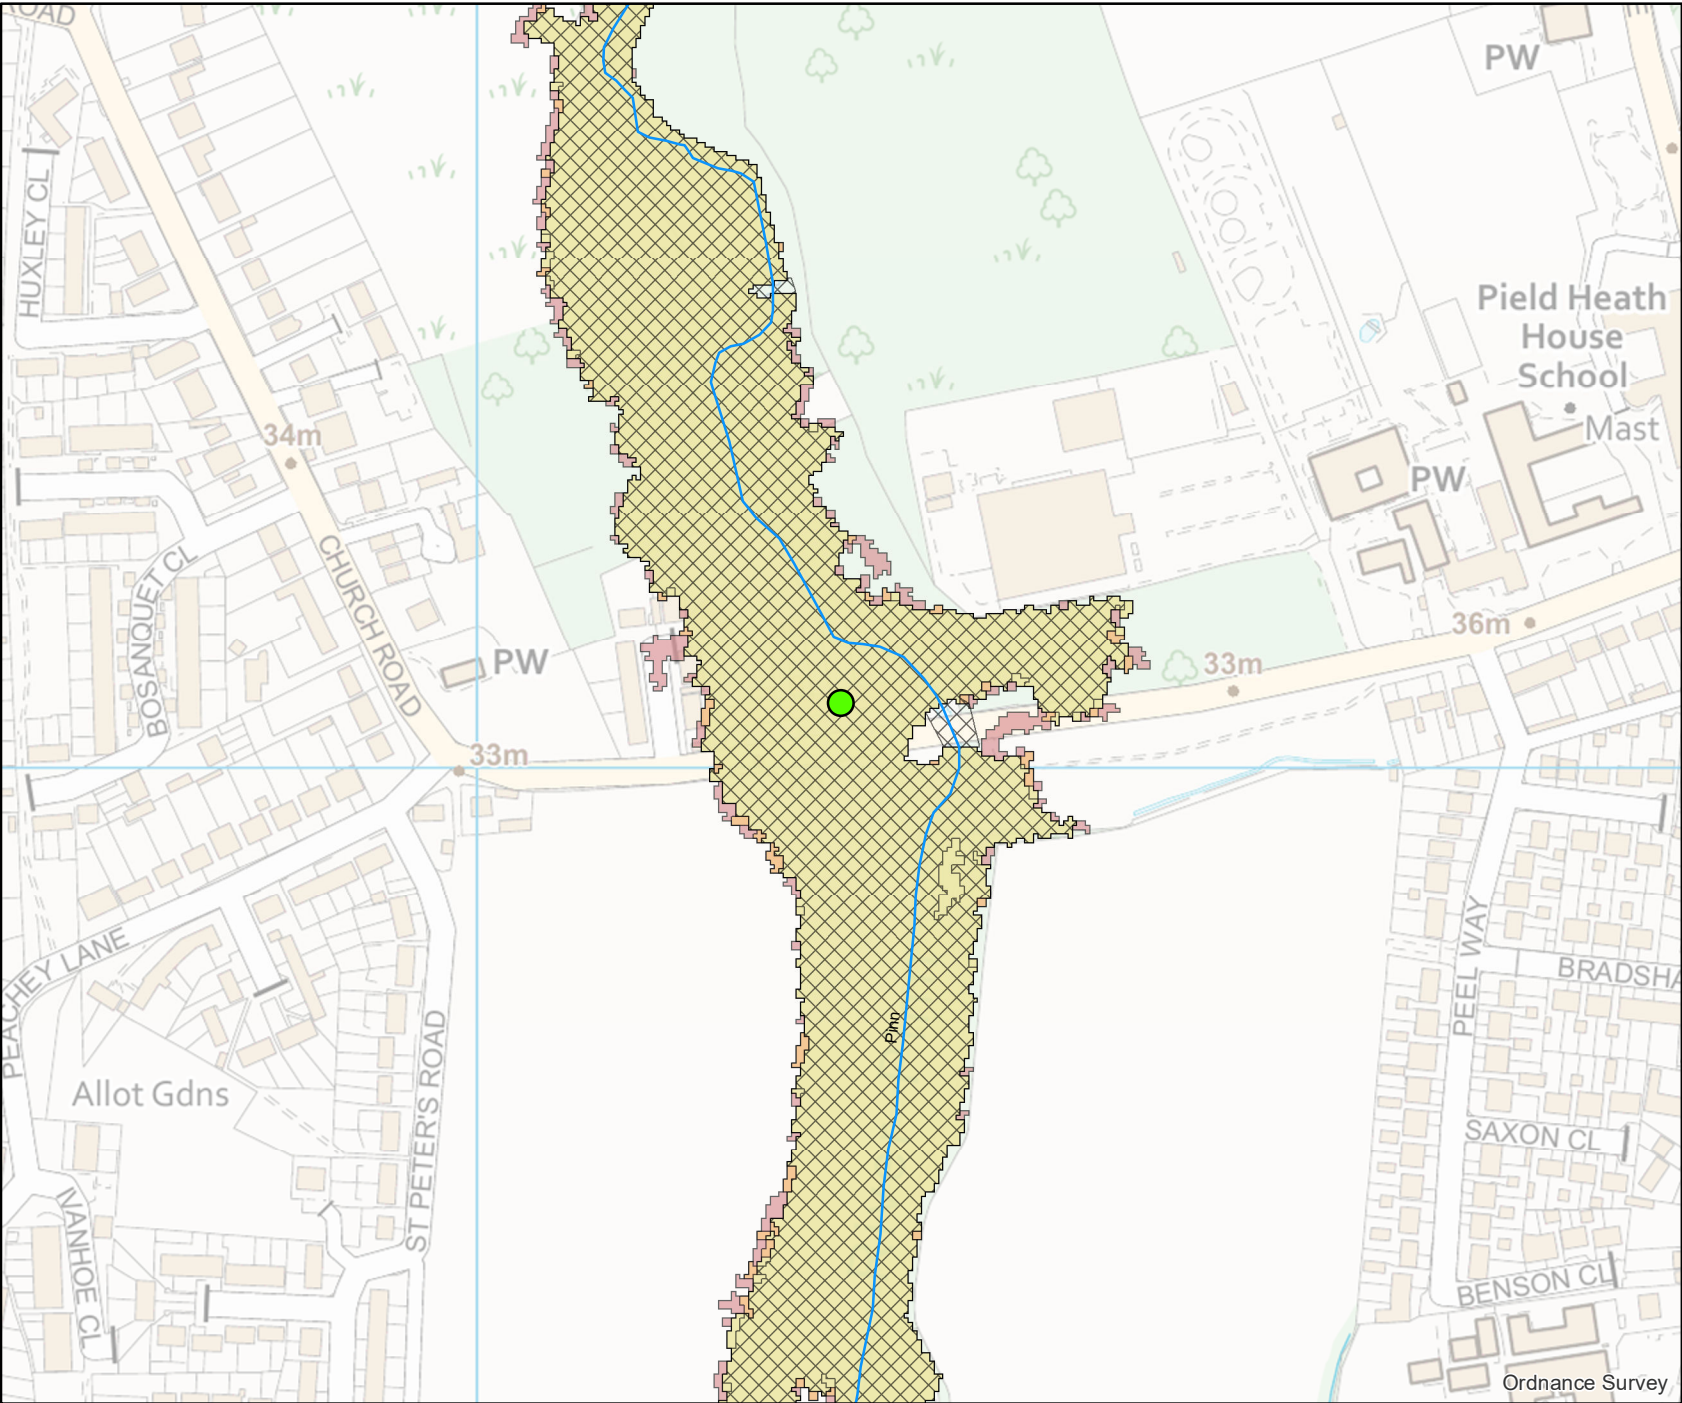 ROAD
PW
HUXLEY CL
Pield Heath
House
School
Mast
34m
PW
CHURCH ROAD
BOSANQUET CL
PW
36m
33m
33m
PEACHEY LANE
PEEL WAY
BRADSHA
Pinn
Allot Gdns
ST PETER'S ROAD
SAXON CL
IVANHOE CL
BENSON CL
Ordnance Survey